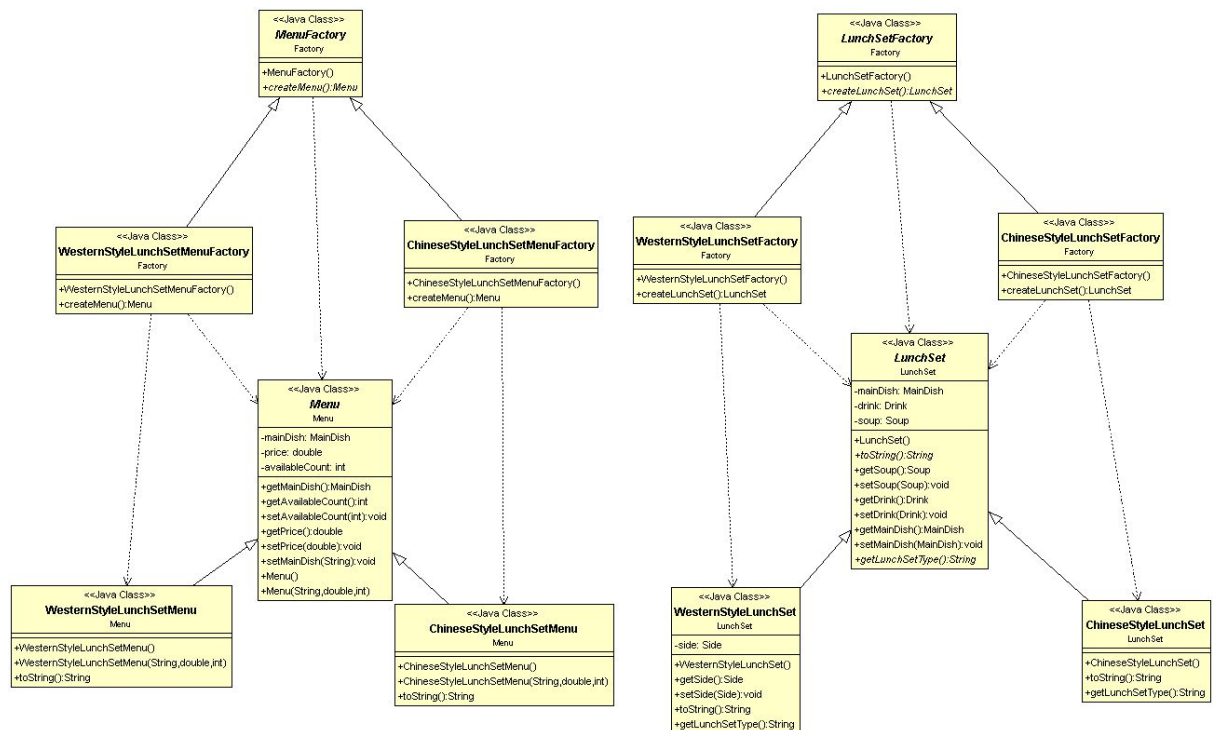 <<Java Class>>
MenuFactory
Factory
+MenuFactory()
+createMenu():Menu
<<Java Class>>
WesternStyleLunchSetMenuFactory
Factory
+WesternStyleLunchSetMenuFactory()
+createMenu():Menu
<<Java Class>>
ChineseStyleLunchSetMenuFactory
Factory
+ChineseStyleLunchSetMenuFactory()
+createMenu():Menu
<<Java Class>>
Menu
Menu
-mainDish: MainDish
-price: double
-availableCount: int
+getMainDish():MainDish
+getAvailableCount():int
+setAvailableCount(int):void
+getPrice():double
+setPrice(double):void
+setMainDish(String):void
+Menu()
+Menu(String,double,int)
<<Java Class>>
WesternStyleLunchSetMenu
Menu
+WesternStyleLunchSetMenu()
+WesternStyleLunchSetMenu(String,double,int)
+toString():String
<<Java Class>>
ChineseStyleLunchSetMenu
Menu
+ChineseStyleLunchSetMenu()
+ChineseStyleLunchSetMenu(String,double,int)
+toString():String
<<Java Class>>
LunchSetFactory
Factory
+LunchSetFactory()
+createLunchSet():LunchSet
<<Java Class>>
WesternStyleLunchSetFactory
Factory
+WesternStyleLunchSetFactory()
+createLunchSet():LunchSet
<<Java Class>>
ChineseStyleLunchSetFactory
Factory
+ChineseStyleLunchSetFactory()
+createLunchSet():LunchSet
<<Java Class>>
LunchSet
LunchSet
-mainDish: MainDish
-drink: Drink
-soup: Soup
+LunchSet()
+toString():String
+getSoup():Soup
+setSoup(Soup):void
+getDrink():Drink
+setDrink(Drink):void
+getMainDish():MainDish
+setMainDish(MainDish):void
+getLunchSetType():String
<<Java Class>>
WesternStyleLunchSet
LunchSet
-side: Side
+WesternStyleLunchSet()
+getSide():Side
+setSide(Side):void
+toString():String
+getLunchSetType():String
<<Java Class>>
ChineseStyleLunchSet
LunchSet
+ChineseStyleLunchSet()
+toString():String
+getLunchSetType():String